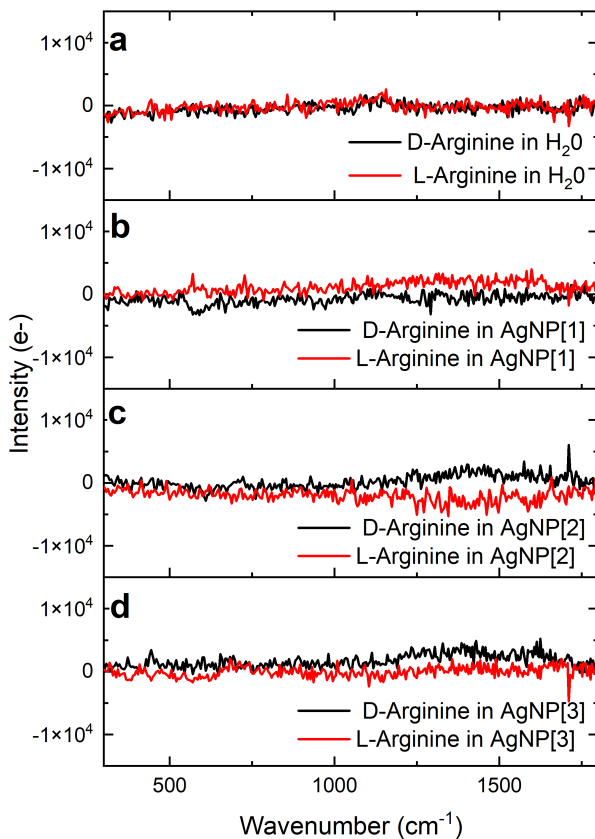 a
1×10⁴
0
-1×10⁴
D-Arginine in H₂0
L-Arginine in H₂0
b
1×10⁴
0
-1×10⁴
D-Arginine in AgNP[1]
L-Arginine in AgNP[1]
Intensity (e-)
c
1×10⁴
0
-1×10⁴
D-Arginine in AgNP[2]
L-Arginine in AgNP[2]
d
1×10⁴
0
-1×10⁴
D-Arginine in AgNP[3]
L-Arginine in AgNP[3]
500 1000 1500
Wavenumber (cm⁻¹)